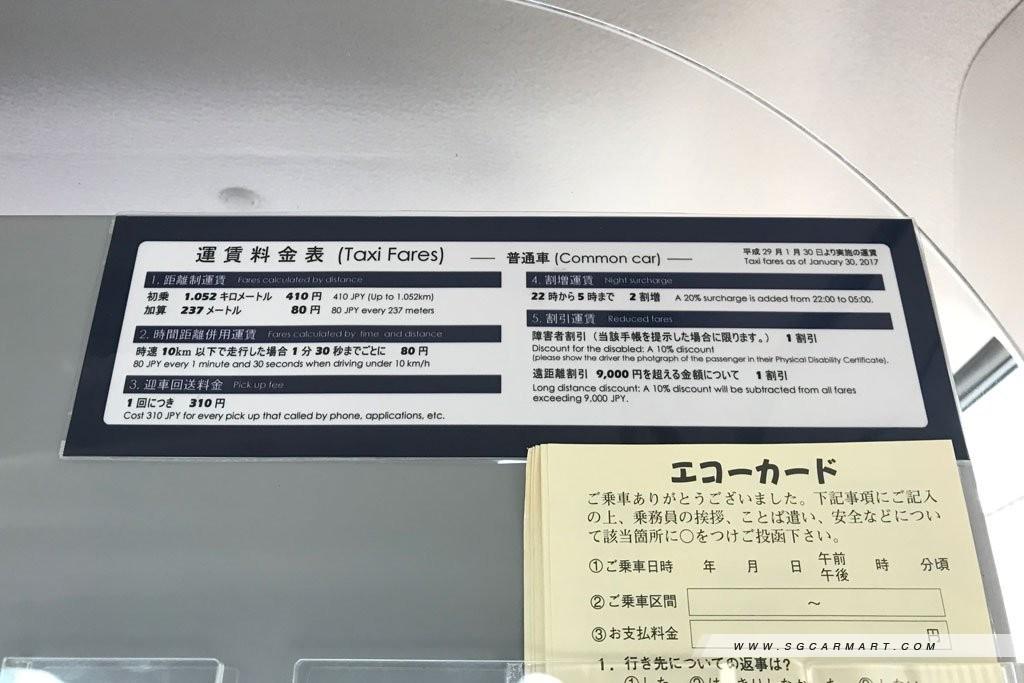 運賃料金表 (Taxi Fares) — 普通車 (Common car) —
平成29年1月30日より実施の運賃
Taxi fares as of January 30, 2017
1. 距離制運賃 Fares calculated by distance
初乗 1.052 キロメートル 410 円 410 JPY (Up to 1.052km)
加算 237 メートル 80 円 80 JPY every 237 meters
2. 時間距離併用運賃 Fares calculated by time and distance
時速 10km 以下で走行した場合 1 分 30 秒までごとに 80 円
80 JPY every 1 minute and 30 seconds when driving under 10 km/h
3. 迎車回送料金 Pick up fee
1 回につき 310 円
Cost 310 JPY for every pick up that called by phone, applications, etc.
4. 割増運賃 Night surcharge
22 時から 5 時まで 2 割増 A 20% surcharge is added from 22:00 to 05:00.
5. 割引運賃 Reduced fares
障害者割引（当該手帳を提示した場合に限ります。） 1 割引
Discount for the disabled: A 10% discount
(please show the driver the photgraph of the passenger in their Physical Disability Certificate).
遠距離割引 9,000 円を超える金額について 1 割引
Long distance discount: A 10% discount will be subtracted from all fares
exceeding 9,000 JPY.
エコーカード
ご乗車ありがとうございました。下記事項にご記入
の上、乗務員の挨拶、ことば遣い、安全などについ
て該当箇所に○をつけご投函下さい。
①ご乗車日時 年 月 日 午前 時 分頃
午後
②ご乗車区間 ～
③お支払料金 円
WWW.SGCARMART.COM
1. 行き先についての返事は?